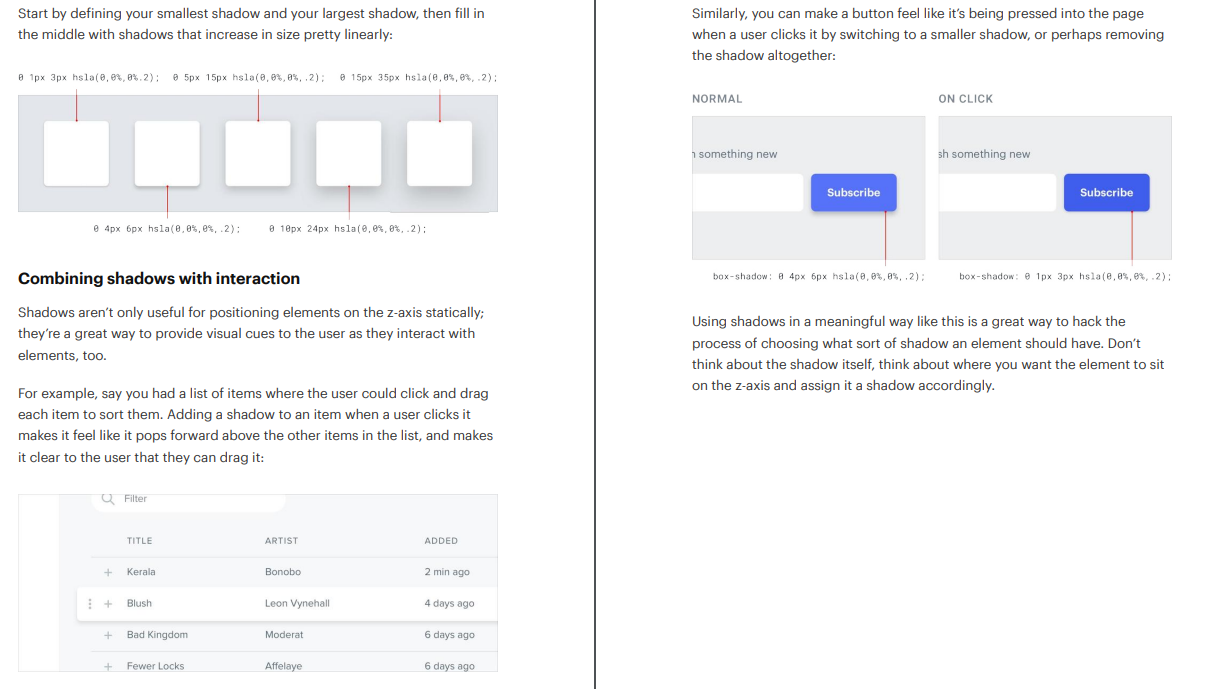 Start by defining your smallest shadow and your largest shadow, then fill in
the middle with shadows that increase in size pretty linearly:
0 1px 3px hsla(0,0%,0%.2); 0 5px 15px hsla(0,0%,0%,.2); 0 15px 35px hsla(0,0%,0%,.2);
0 4px 6px hsla(0,0%,0%,.2); 0 10px 24px hsla(0,0%,0%,.2);
Combining shadows with interaction
Shadows aren’t only useful for positioning elements on the z-axis statically;
they’re a great way to provide visual cues to the user as they interact with
elements, too.
For example, say you had a list of items where the user could click and drag
each item to sort them. Adding a shadow to an item when a user clicks it
makes it feel like it pops forward above the other items in the list, and makes
it clear to the user that they can drag it:
Filter
TITLE ARTIST ADDED
+ Kerala Bonobo 2 min ago
+ Blush Leon Vynehall 4 days ago
+ Bad Kingdom Moderat 6 days ago
+ Fewer Locks Affelaye 6 days ago
Similarly, you can make a button feel like it’s being pressed into the page
when a user clicks it by switching to a smaller shadow, or perhaps removing
the shadow altogether:
NORMAL ON CLICK
h something new sh something new
Subscribe Subscribe
box-shadow: 0 4px 6px hsla(0,0%,0%,.2); box-shadow: 0 1px 3px hsla(0,0%,0%,.2);
Using shadows in a meaningful way like this is a great way to hack the
process of choosing what sort of shadow an element should have. Don’t
think about the shadow itself, think about where you want the element to sit
on the z-axis and assign it a shadow accordingly.